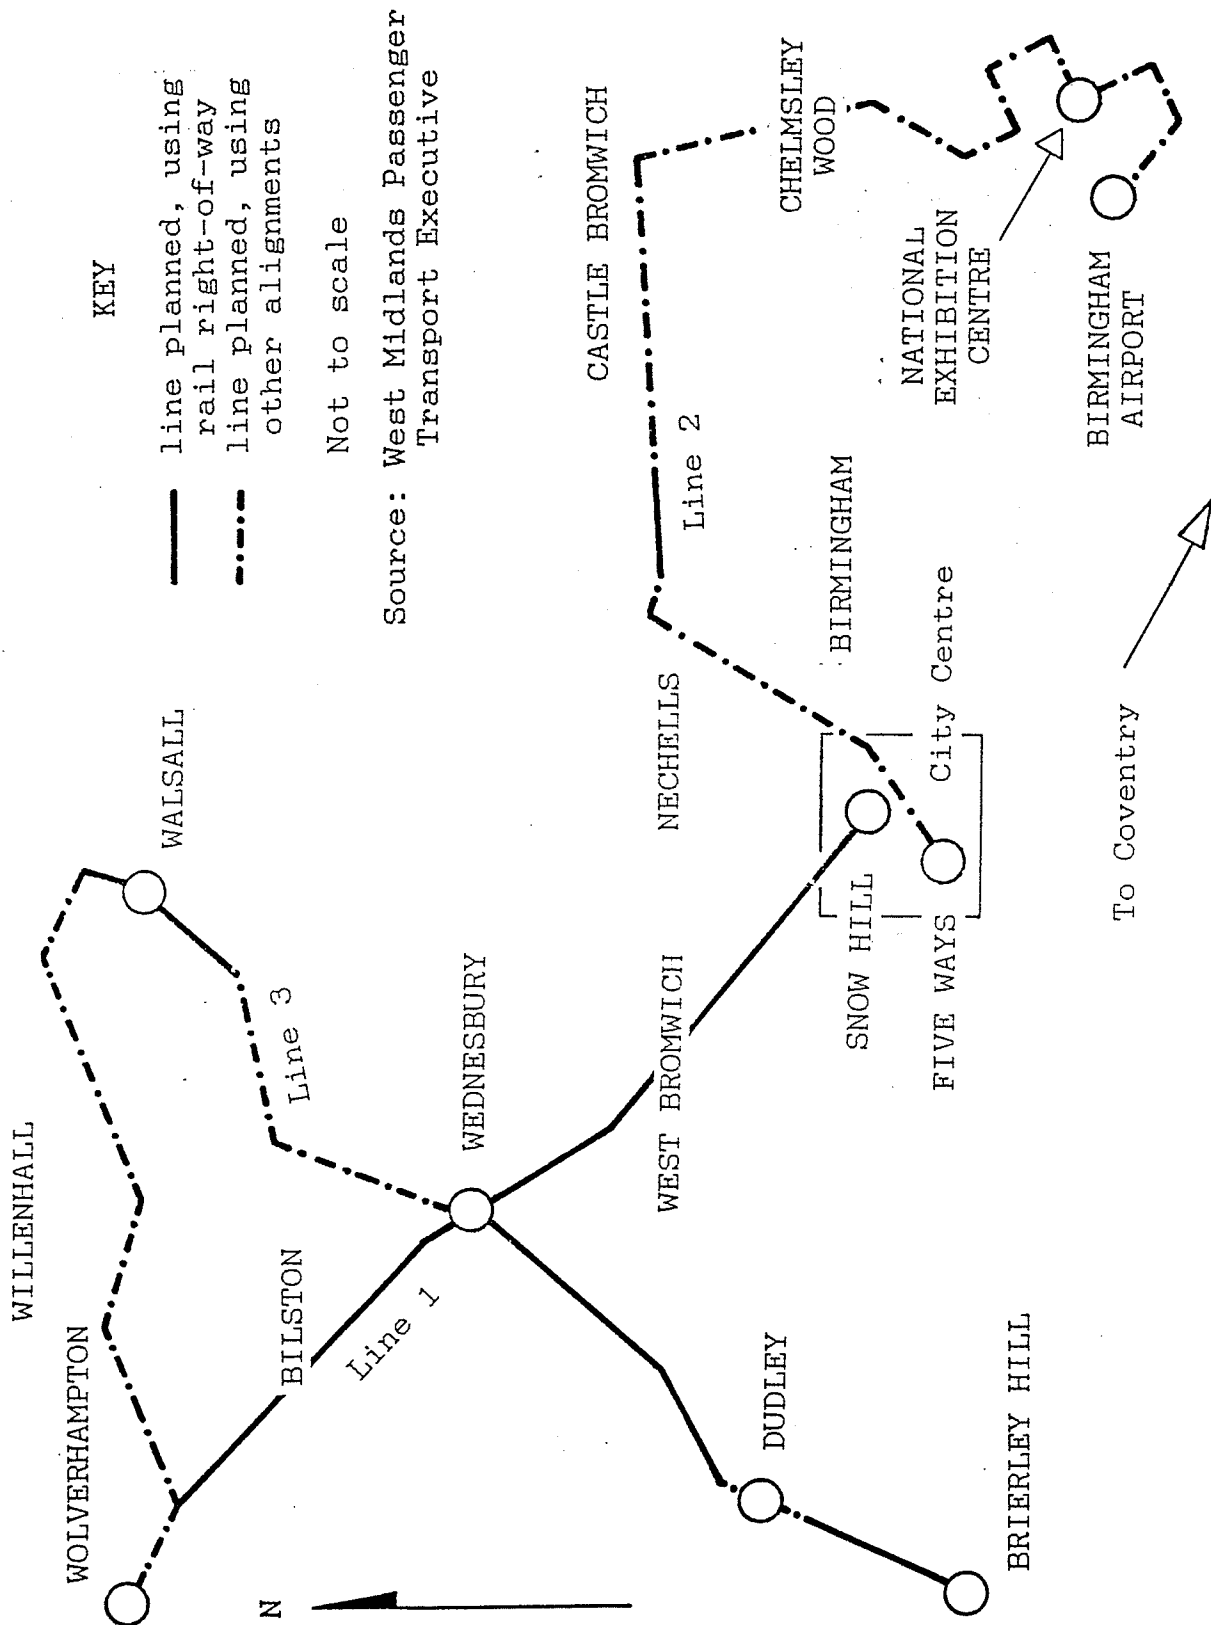 KEY
line planned, using
rail right-of-way
line planned, using
other alignments
Not to scale
Source: West Midlands Passenger
Transport Executive
WILLENHALL
WOLVERHAMPTON
WALSALL
BILSTON
Line 3
Line 1
WEDNESBURY
N
CASTLE BROMWICH
Line 2
NECHELLS
WEST BROMWICH
CHELMSLEY
WOOD
DUDLEY
BIRMINGHAM
SNOW HILL
City Centre
FIVE WAYS
NATIONAL
EXHIBITION
CENTRE
BRIERLEY HILL
BIRMINGHAM
AIRPORT
To Coventry